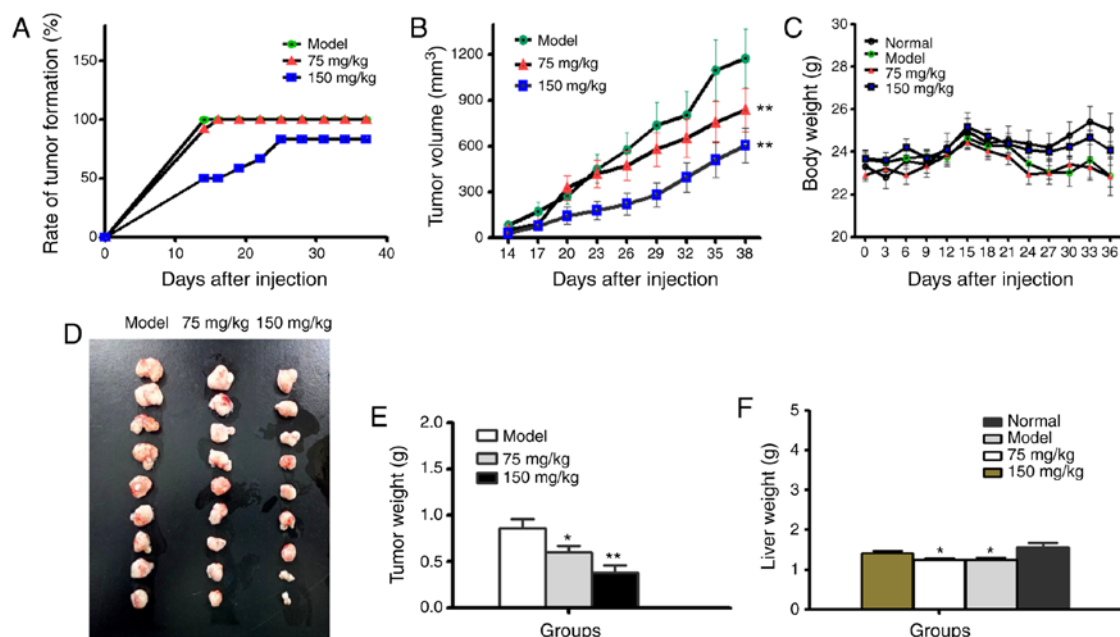 A
Rate of tumor formation (%)
150
100
50
0
0 10 20 30 40
Days after injection
Model
75 mg/kg
150 mg/kg
B
Tumor volume (mm³)
1200
900
600
300
0
14 17 20 23 26 29 32 35 38
Days after injection
Model
75 mg/kg
150 mg/kg
**
**
C
Body weight (g)
28
26
24
22
20
0 3 6 9 12 15 18 21 24 27 30 33 36
Days after injection
Normal
Model
75 mg/kg
150 mg/kg
D
Model 75 mg/kg 150 mg/kg
E
Tumor weight (g)
2.0
1.5
1.0
0.5
0.0
Model
75 mg/kg
150 mg/kg
*
**
Groups
F
Liver weight (g)
5
4
3
2
1
0
Normal
Model
75 mg/kg
150 mg/kg
*
*
Groups